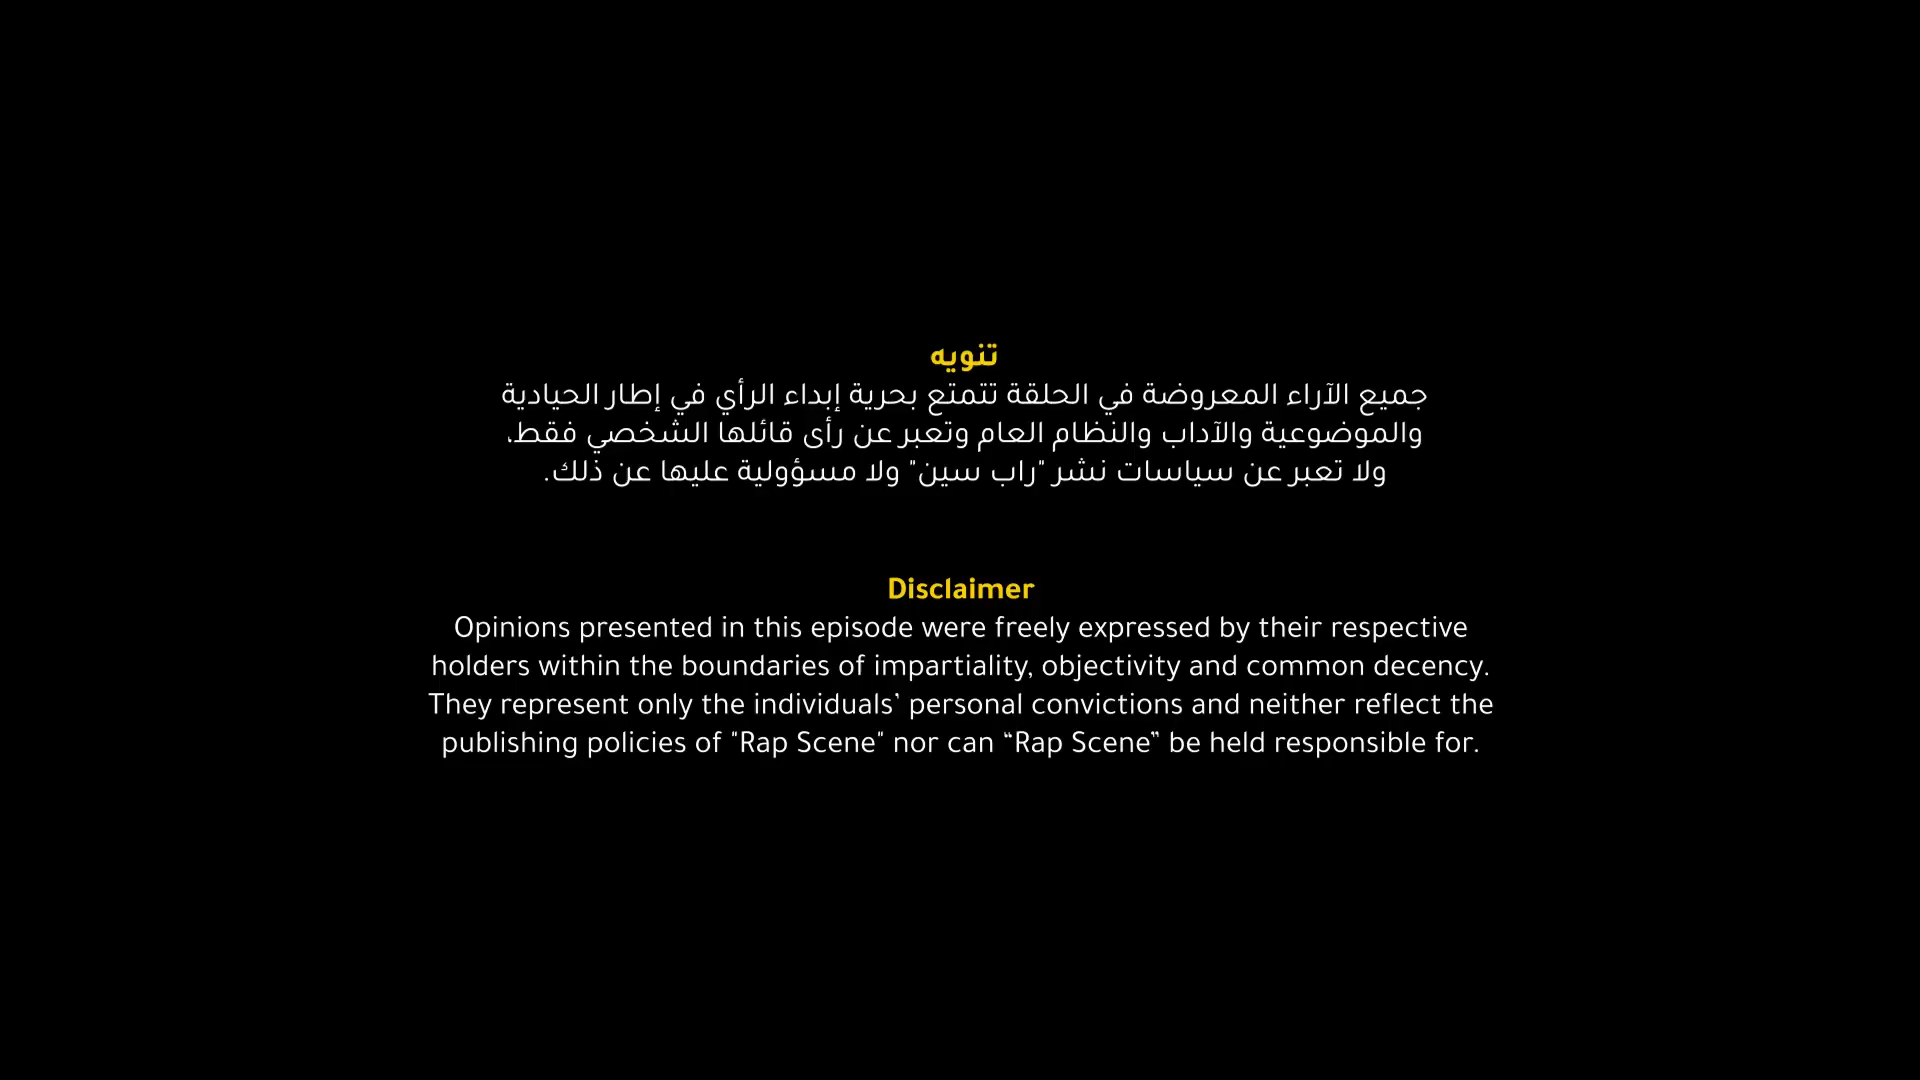 تنويه
جميع الآراء المعروضة في الحلقة تتمتع بحرية إبداء الرأي في إطار الحيادية
والموضوعية والآداب والنظام العام وتعبر عن رأى قائلها الشخصي فقط،
ولا تعبر عن سياسات نشر "راب سين" ولا مسؤولية عليها عن ذلك.
Disclaimer
Opinions presented in this episode were freely expressed by their respective
holders within the boundaries of impartiality, objectivity and common decency.
They represent only the individuals’ personal convictions and neither reflect the
publishing policies of "Rap Scene" nor can “Rap Scene” be held responsible for.